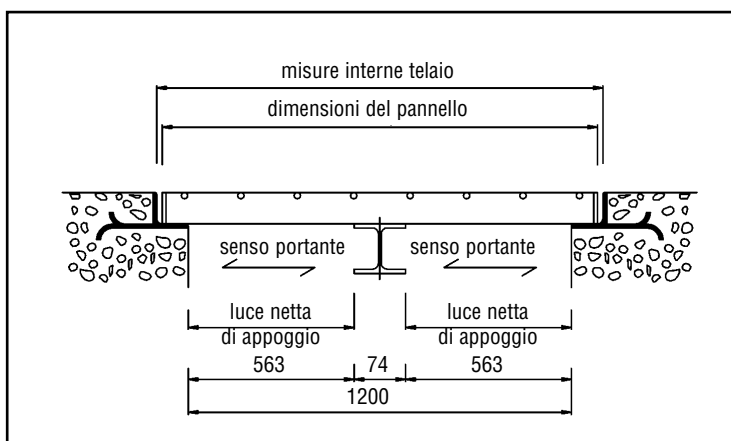 misure interne telaio
dimensioni del pannello
senso portante senso portante
luce netta luce netta
di appoggio di appoggio
563 74 563
1200